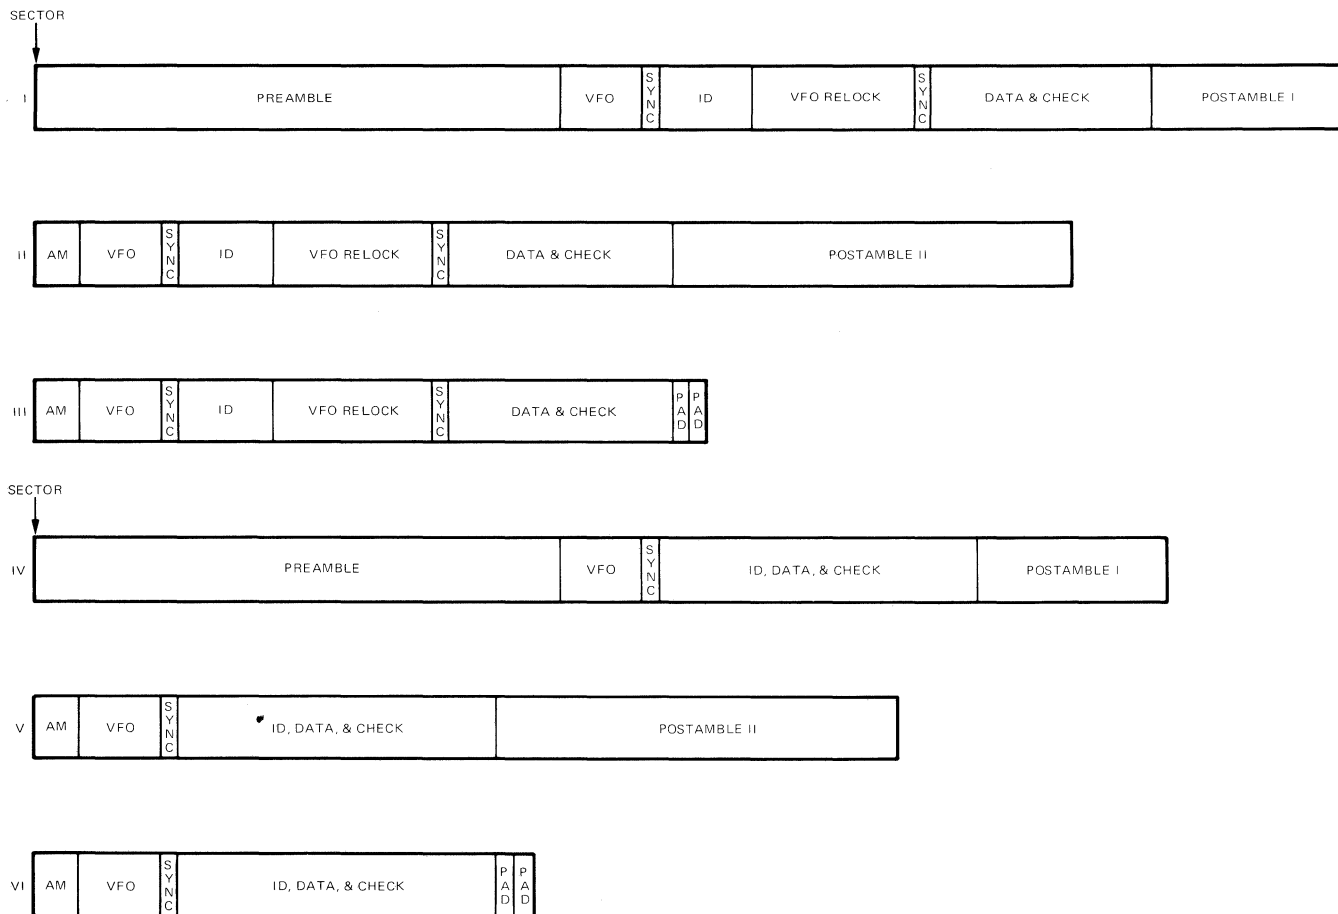 SECTOR
I PREAMBLE VFO SYNC ID VFO RELOCK SYNC DATA & CHECK POSTAMBLE I
II AM VFO SYNC ID VFO RELOCK SYNC DATA & CHECK POSTAMBLE II
III AM VFO SYNC ID VFO RELOCK SYNC DATA & CHECK PAD PAD
SECTOR
IV PREAMBLE VFO SYNC ID, DATA, & CHECK POSTAMBLE I
V AM VFO SYNC ID, DATA, & CHECK POSTAMBLE II
VI AM VFO SYNC ID, DATA, & CHECK PAD PAD